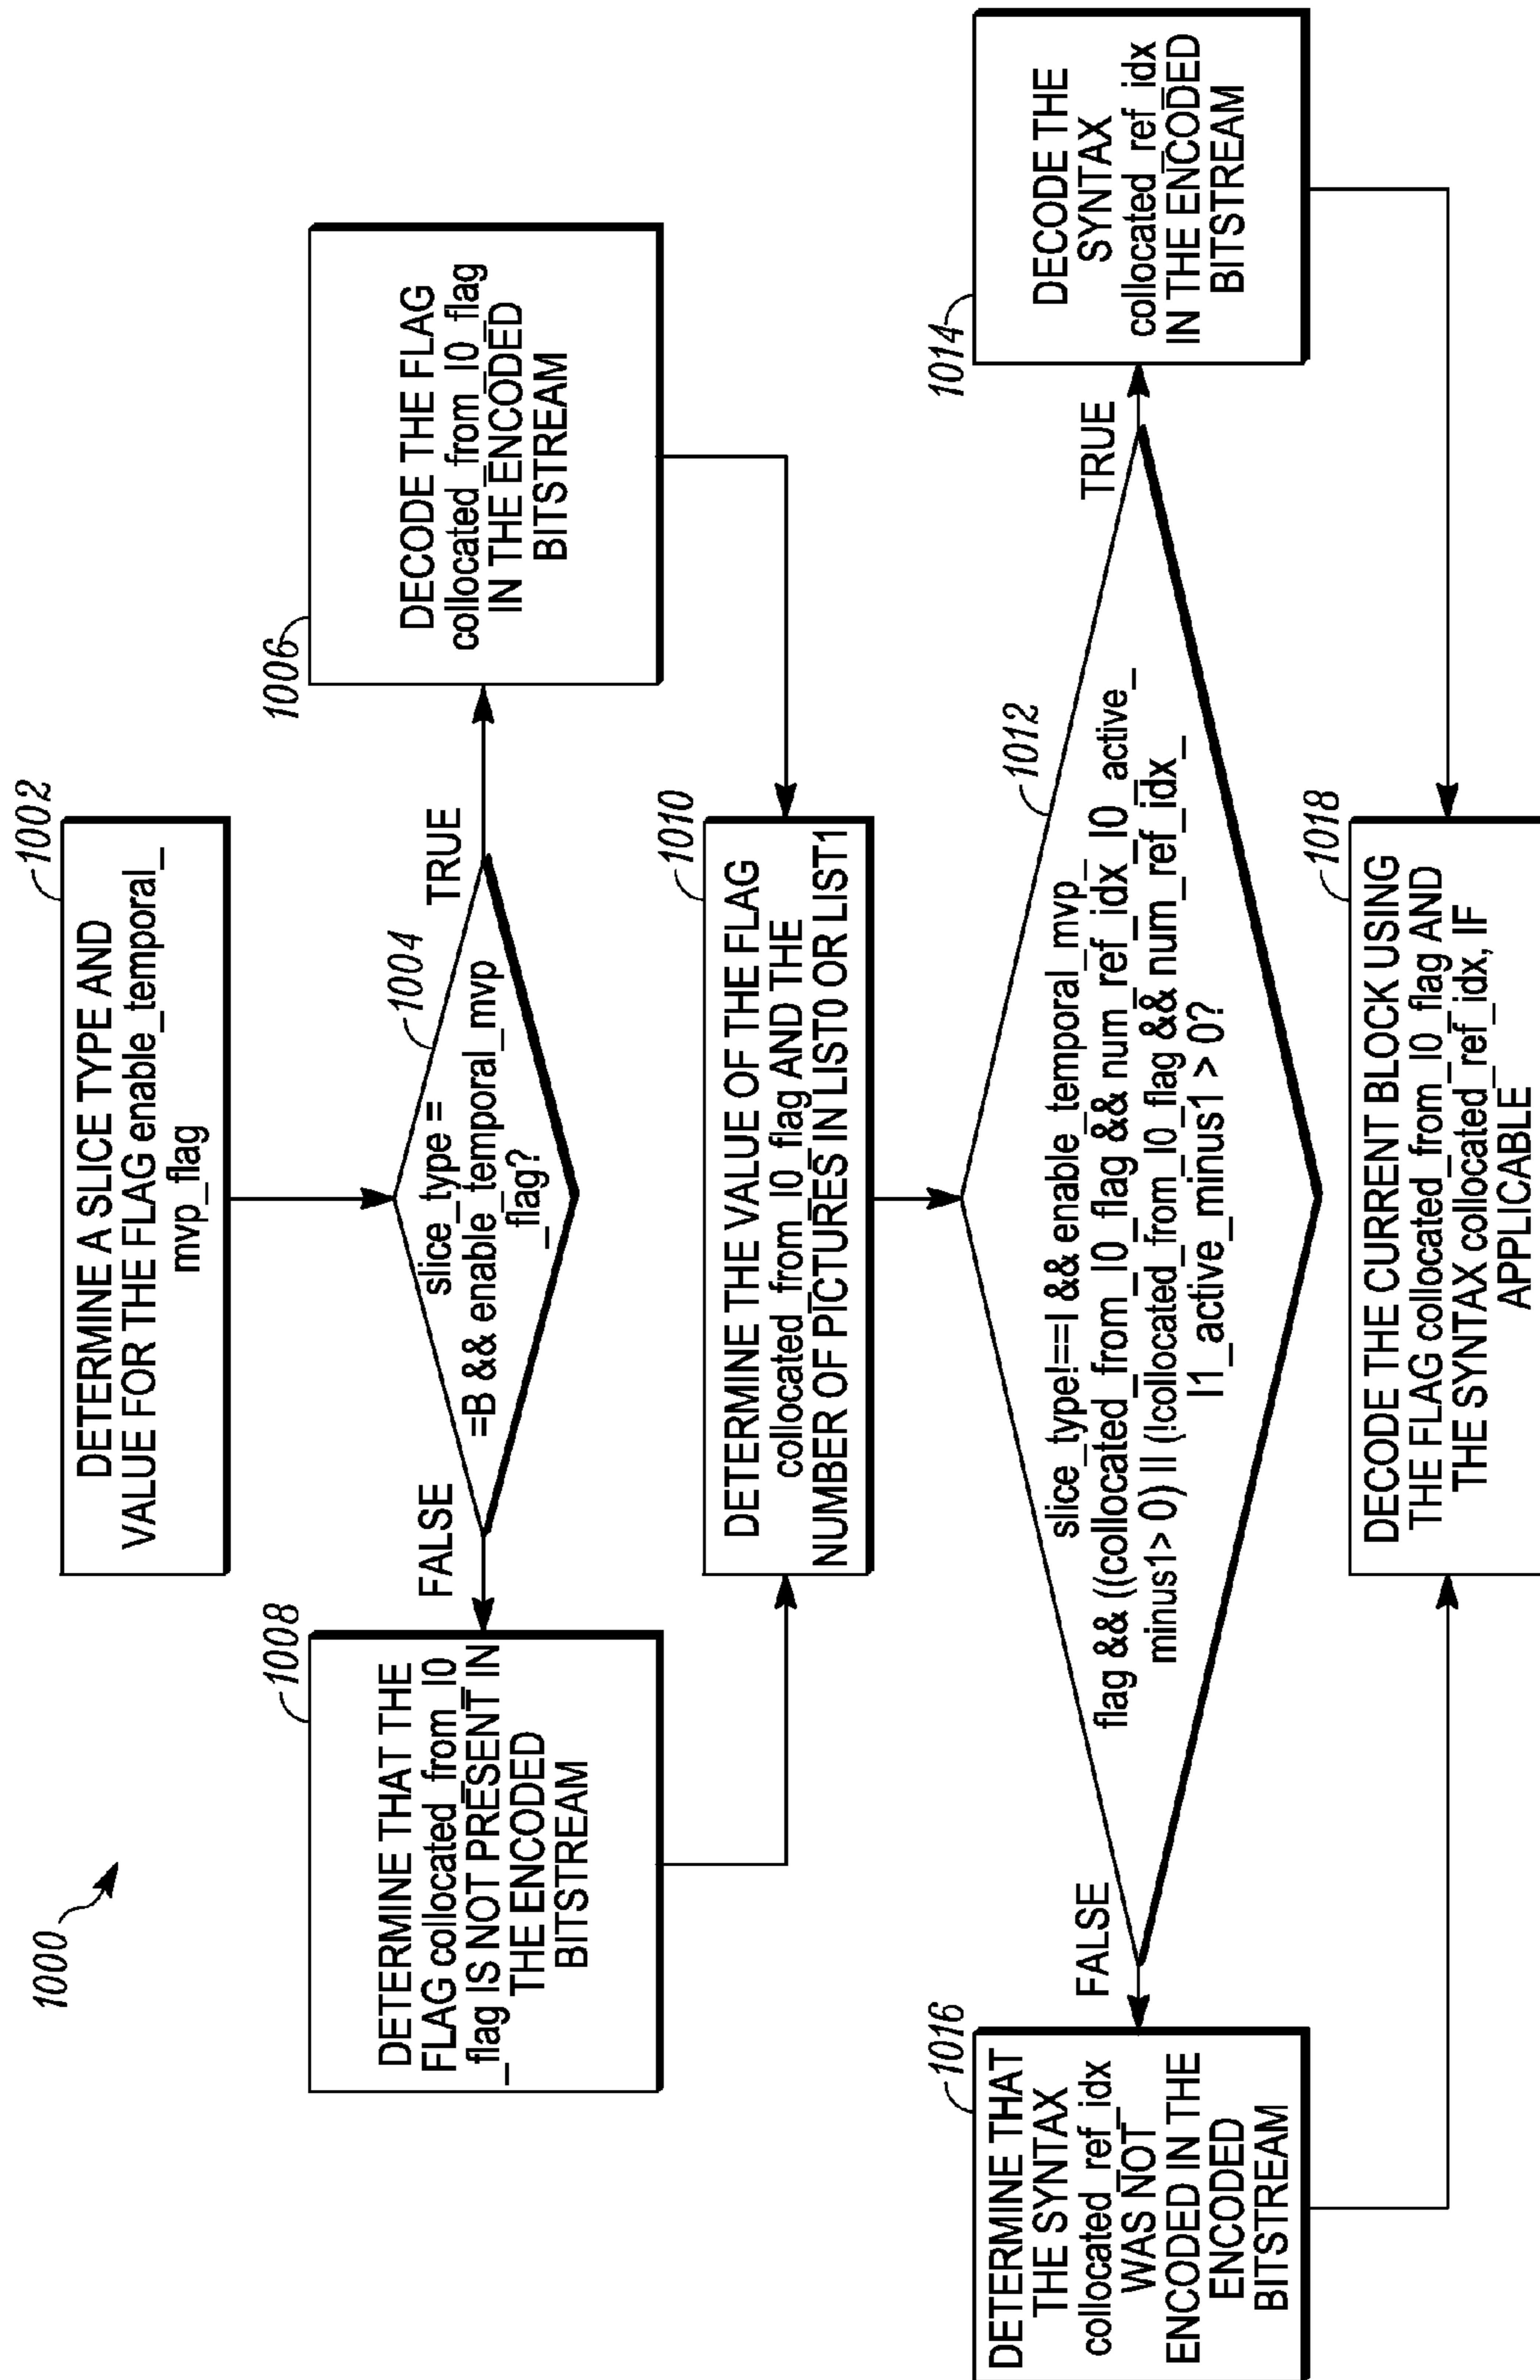 1000
1002
DETERMINE A SLICE TYPE AND
VALUE FOR THE FLAG enable_temporal_
mvp_flag
1004
slice_type =
=B && enable_temporal_mvp
_flag?
FALSE
TRUE
1008
DETERMINE THAT THE
FLAG collocated_from_l0
_flag IS NOT PRESENT IN
THE ENCODED
BITSTREAM
1006
DECODE THE FLAG
collocated_from_l0_flag
IN THE ENCODED
BITSTREAM
1010
DETERMINE THE VALUE OF THE FLAG
collocated_from_l0_flag AND THE
NUMBER OF PICTURES IN LIST0 OR LIST1
1012
slice_type!==I && enable_temporal_mvp_
flag && ((collocated_from_l0_flag && num_ref_idx_l0_active_
minus1> 0) || (!collocated_from_l0_flag && num_ref_idx_
l1_active_minus1 > 0?
FALSE
TRUE
1016
DETERMINE THAT
THE SYNTAX
collocated_ref_idx
WAS NOT
ENCODED IN THE
ENCODED
BITSTREAM
1014
DECODE THE
SYNTAX
collocated_ref_idx
IN THE ENCODED
BITSTREAM
1018
DECODE THE CURRENT BLOCK USING
THE FLAG collocated_from_l0_flag AND
THE SYNTAX collocated_ref_idx, IF
APPLICABLE